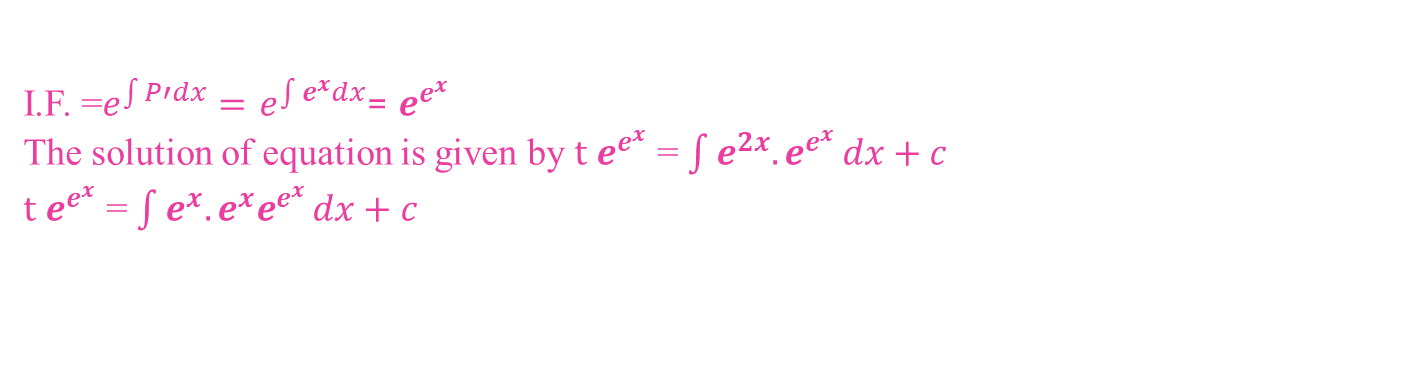 I.F. =e^{∫ P′dx} = e^{∫ e^x dx}= e^{e^x}
The solution of equation is given by t e^{e^x} = ∫ e^{2x}. e^{e^x} dx + c
t e^{e^x} = ∫ e^x. e^x e^{e^x} dx + c